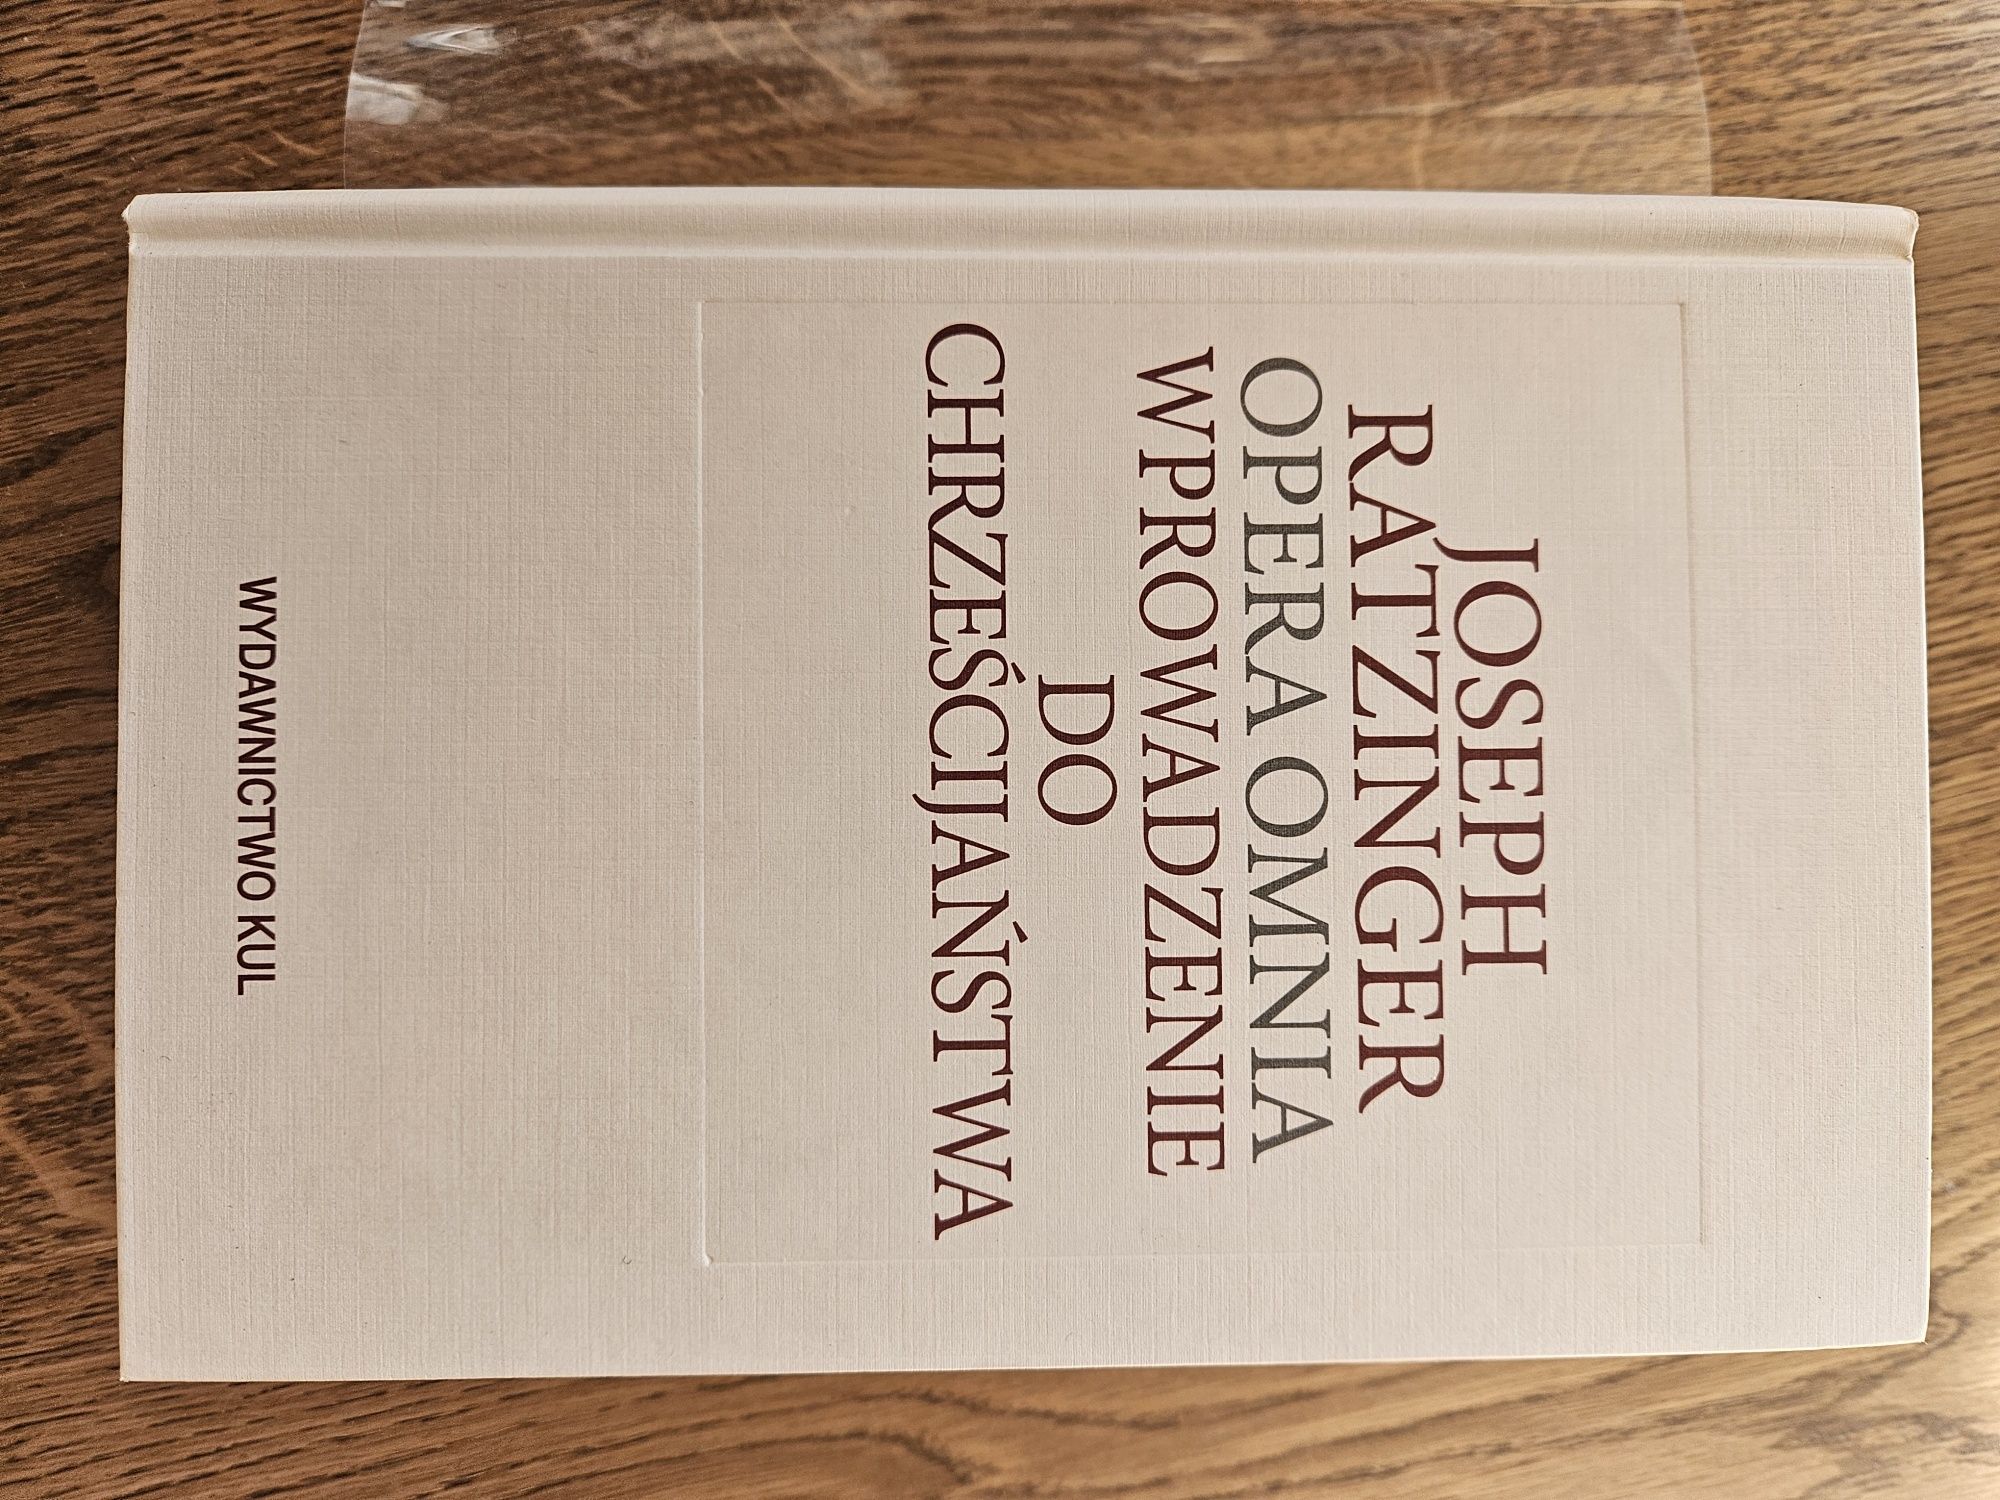 JOSEPH
RATZINGER
OPERA OMNIA
WPROWADZENIE
DO
CHRZEŚCIJAŃSTWA
WYDAWNICTWO KUL